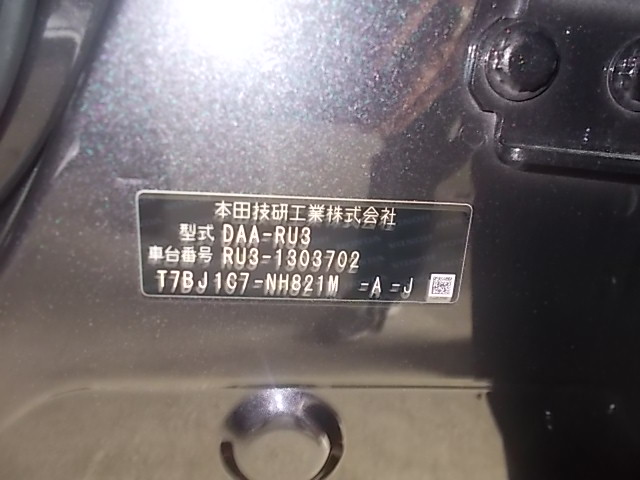 本田技研工業株式会社
型式 DAA-RU3
車台番号 RU3-1303702
T7BJ1C7-NH821M -A -J